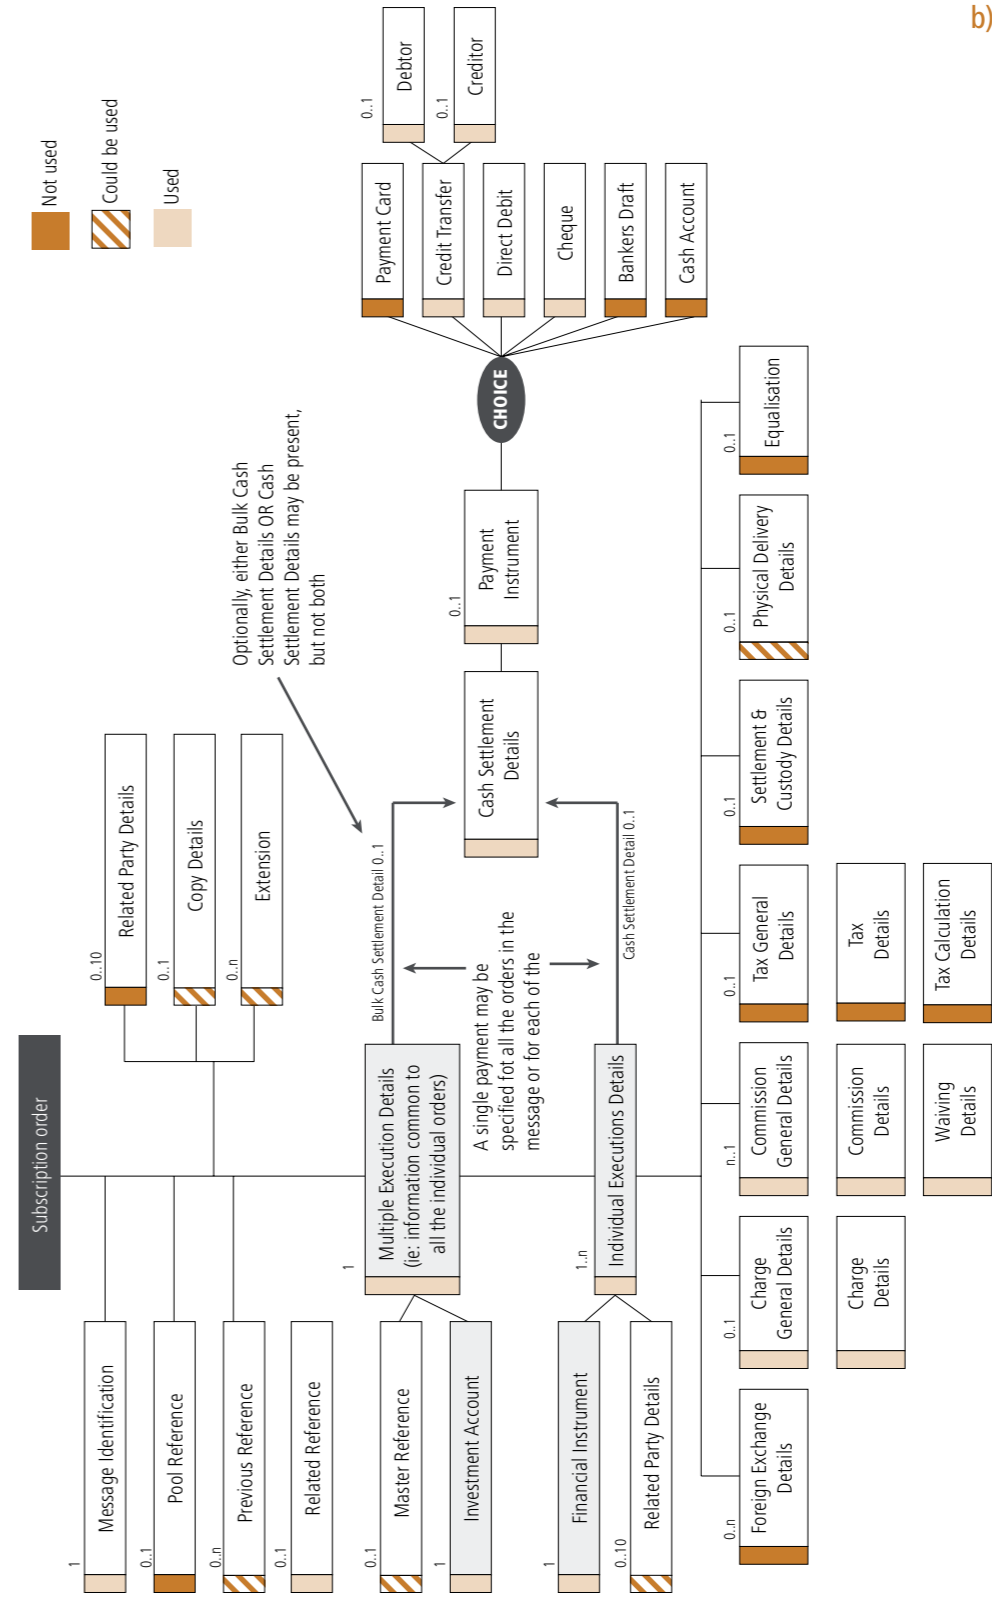 b)
Not used
Could be used
Used
Subscription order
1
Message Identification
0..1
Pool Reference
0..n
Previous Reference
0..1
Related Reference
0..10
Related Party Details
0..1
Copy Details
0..n
Extension
Optionally, either Bulk Cash
Settlement Details OR Cash
Settlement Details may be present,
but not both
0..1
Master Reference
1
Investment Account
1
Multiple Execution Details
(ie: information common to
all the individual orders)
Bulk Cash Settlement Detail 0..1
A single payment may be
specified fot all the orders in the
message or for each of the
Cash Settlement Detail 0..1
Cash Settlement
Details
0..1
Payment
Instrument
CHOICE
Payment Card
Credit Transfer
Direct Debit
Cheque
Bankers Draft
Cash Account
0..1
Debtor
0..1
Creditor
1
Financial Instrument
0..10
Related Party Details
1..n
Individual Executions Details
0..n
Foreign Exchange
Details
0..1
Charge
General Details
Charge
Details
n..1
Commission
General Details
Commission
Details
Waiving
Details
0..1
Tax General
Details
Tax
Details
Tax Calculation
Details
0..1
Settlement &
Custody Details
0..1
Physical Delivery
Details
0..1
Equalisation